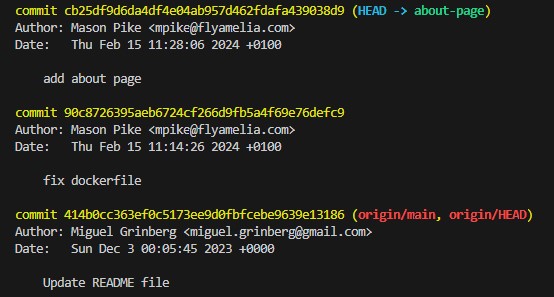 commit cb25df9d6da4df4e04ab957d462fdafa439038d9 (HEAD -> about-page)
Author: Mason Pike <mpike@flyamelia.com>
Date:   Thu Feb 15 11:28:06 2024 +0100
add about page
commit 90c8726395aeb6724cf266d9fb5a4f69e76defc9
Author: Mason Pike <mpike@flyamelia.com>
Date:   Thu Feb 15 11:14:26 2024 +0100
fix dockerfile
commit 414b0cc363ef0c5173ee9d0fbfcebe9639e13186 (origin/main, origin/HEAD)
Author: Miguel Grinberg <miguel.grinberg@gmail.com>
Date:   Sun Dec 3 00:05:45 2023 +0000
Update README file